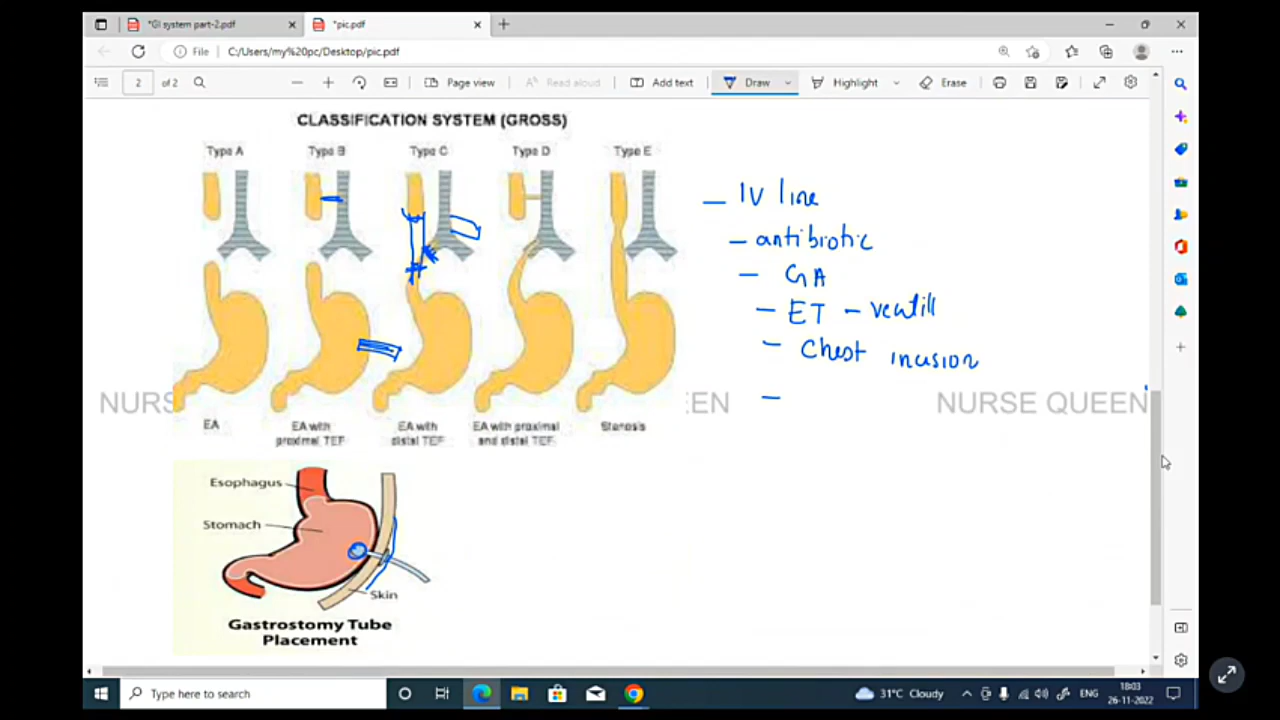 *GI system part-2.pdf
*pic.pdf
File C:/Users/my%20pc/Desktop/pic.pdf
2 of 2 Page view Read aloud Add text Draw Highlight Erase
CLASSIFICATION SYSTEM (GROSS)
Type A Type B Type C Type D Type E
EA
EA with
proximal TEF
EA with
distal TEF
EA with proximal
and distal TEF
Stenosis
- IV line
- antibiotic
- GA
- ET - ventill
- Chest incusion
-
NURSE QUEEN
Esophagus
Stomach
Skin
Gastrostomy Tube
Placement
Type here to search
31°C Cloudy
ENG
18:03
26-11-2022